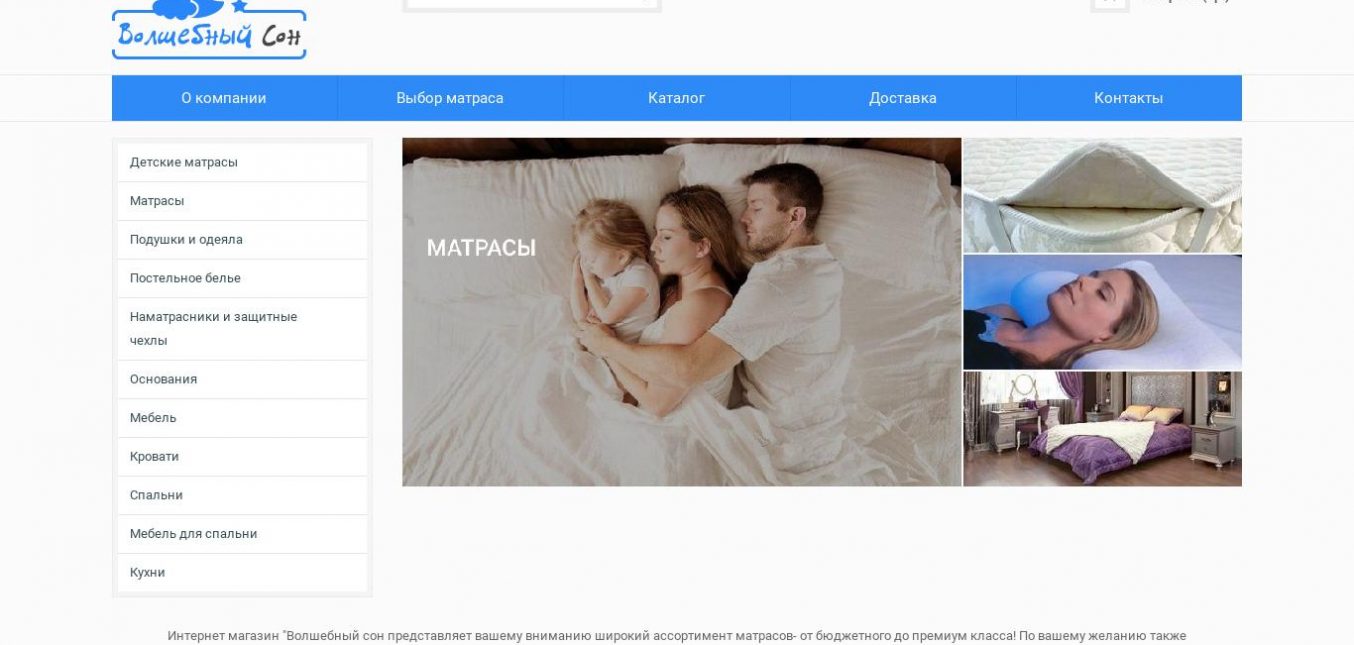 Волшебный Сон
О компании
Выбор матраса
Каталог
Доставка
Контакты
Детские матрасы
Матрасы
Подушки и одеяла
Постельное белье
Наматрасники и защитные
чехлы
Основания
Мебель
Кровати
Спальни
Мебель для спальни
Кухни
МАТРАСЫ
Интернет магазин "Волшебный сон представляет вашему вниманию широкий ассортимент матрасов- от бюджетного до премиум класса! По вашему желанию также